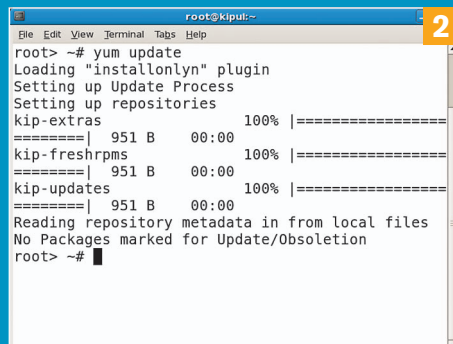 root@kipul:~
2
File Edit View Terminal Tabs Help
root> ~# yum update
Loading "installonlyn" plugin
Setting up Update Process
Setting up repositories
kip-extras 100% |=================
========| 951 B 00:00
kip-freshrpms 100% |=================
========| 951 B 00:00
kip-updates 100% |=================
========| 951 B 00:00
Reading repository metadata in from local files
No Packages marked for Update/Obsoletion
root> ~#